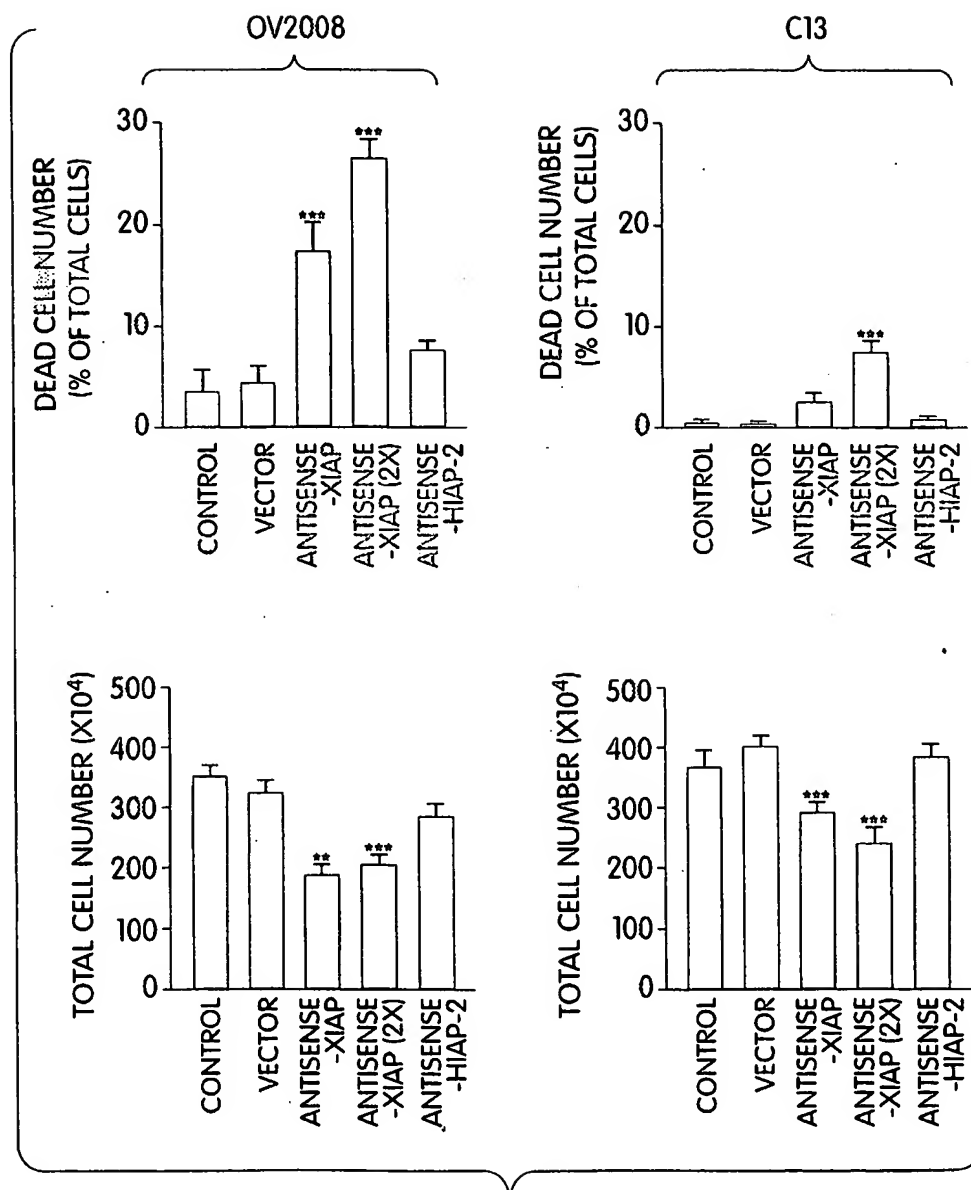 OV2008
C13
DEAD CELL NUMBER
(% OF TOTAL CELLS)
30
20
10
0
***
***
CONTROL
VECTOR
ANTISENSE
-XIAP
ANTISENSE
-XIAP (2X)
ANTISENSE
-HIAP-2
DEAD CELL NUMBER
(% OF TOTAL CELLS)
30
20
10
0
***
CONTROL
VECTOR
ANTISENSE
-XIAP
ANTISENSE
-XIAP (2X)
ANTISENSE
-HIAP-2
TOTAL CELL NUMBER (X10⁴)
500
400
300
200
100
0
**
***
CONTROL
VECTOR
ANTISENSE
-XIAP
ANTISENSE
-XIAP (2X)
ANTISENSE
-HIAP-2
TOTAL CELL NUMBER (X10⁴)
500
400
300
200
100
0
***
***
CONTROL
VECTOR
ANTISENSE
-XIAP
ANTISENSE
-XIAP (2X)
ANTISENSE
-HIAP-2